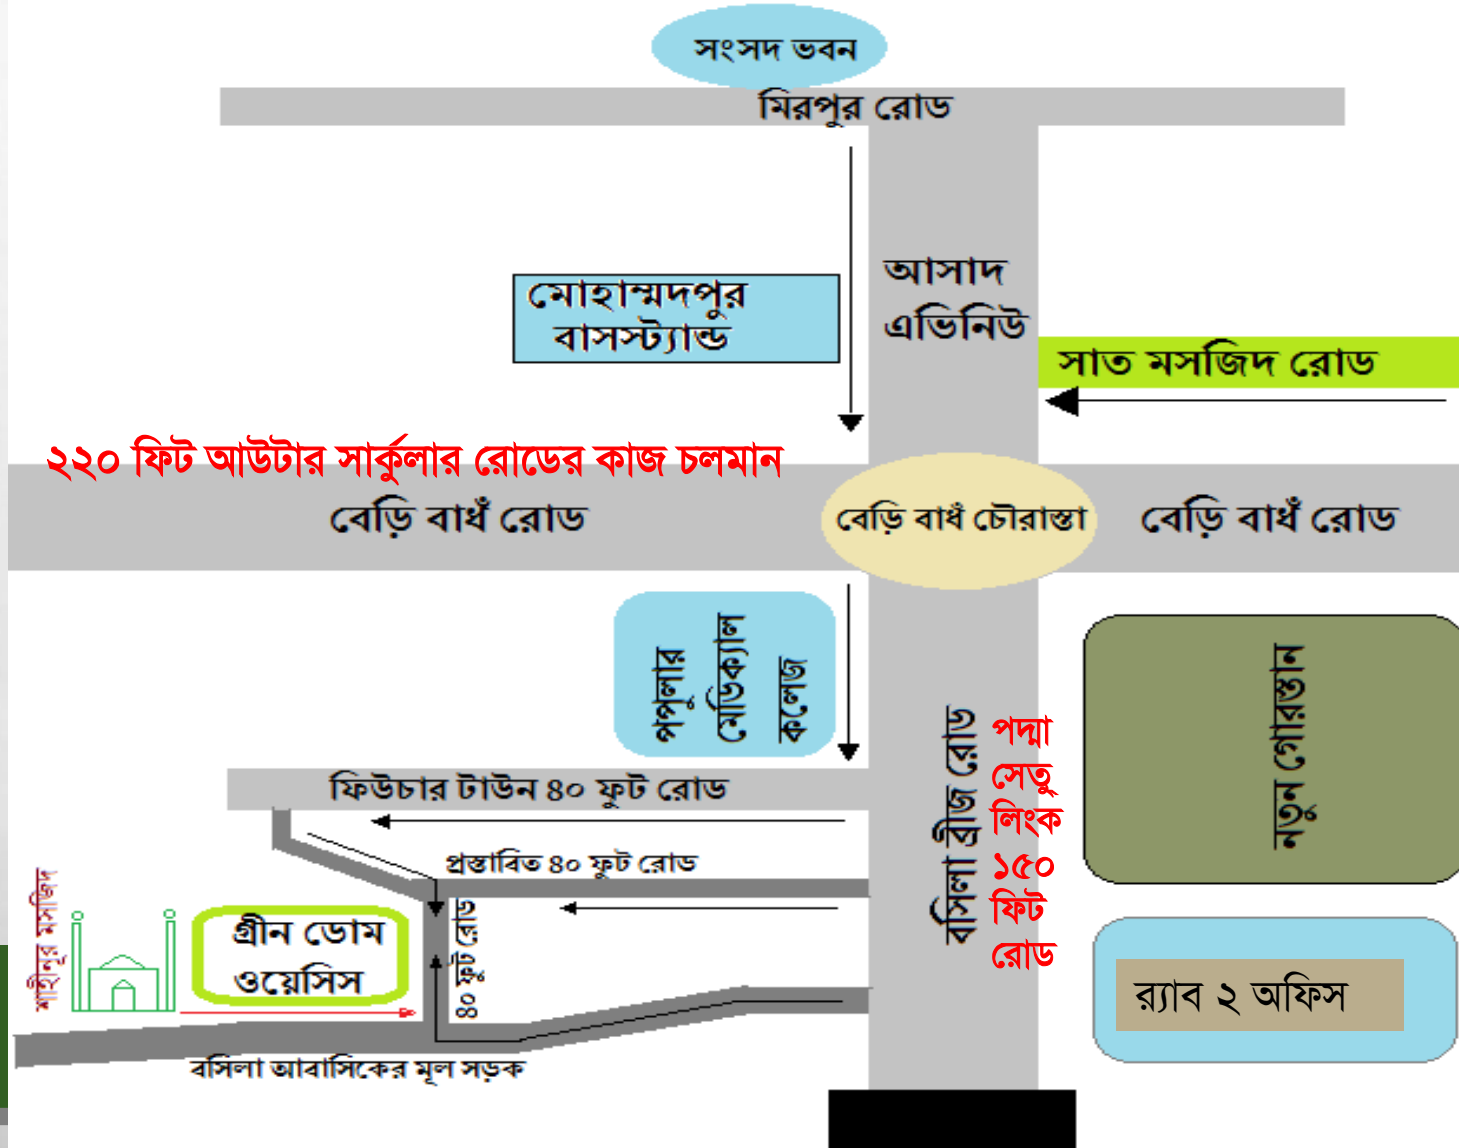 সংসদ ভবন
মিরপুর রোড
আসাদ
এভিনিউ
মোহাম্মদপুর
বাসস্ট্যান্ড
সাত মসজিদ রোড
২২০ ফিট আউটার সার্কুলার রোডের কাজ চলমান
বেড়ি বাধঁ রোড
বেড়ি বাধঁ চৌরাস্তা
বেড়ি বাধঁ রোড
পপুলার
মেডিক্যাল
কলেজ
নতুন গোরস্তান
বসিলা ব্রীজ রোড
পদ্মা
সেতু
লিংক
১৫০
ফিট
রোড
ফিউচার টাউন ৪০ ফুট রোড
প্রস্তাবিত ৪০ ফুট রোড
৪০ ফুট রোড
শাহীনুর মসজিদ
গ্রীন ডোম
ওয়েসিস
র‍্যাব ২ অফিস
বসিলা আবাসিকের মূল সড়ক